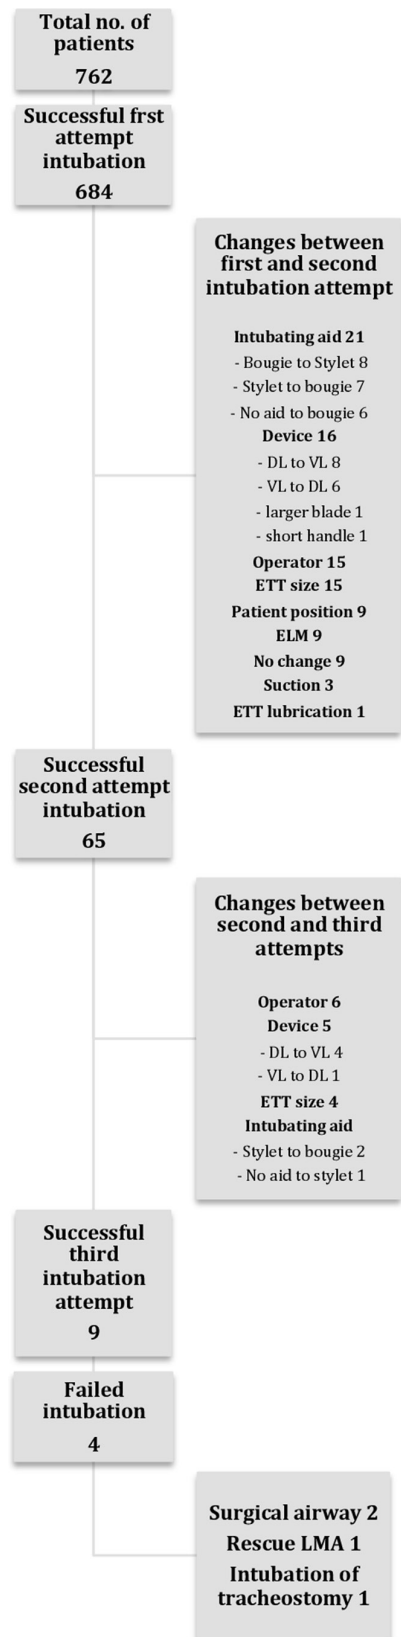 Total no. of
patients
762
Successful frst
attempt
intubation
684
Changes between
first and second
intubation attempt
Intubating aid 21
- Bougie to Stylet 8
- Stylet to bougie 7
- No aid to bougie 6
Device 16
- DL to VL 8
- VL to DL 6
- larger blade 1
- short handle 1
Operator 15
ETT size 15
Patient position 9
ELM 9
No change 9
Suction 3
ETT lubrication 1
Successful
second attempt
intubation
65
Changes between
second and third
attempts
Operator 6
Device 5
- DL to VL 4
- VL to DL 1
ETT size 4
Intubating aid
- Stylet to bougie 2
- No aid to stylet 1
Successful
third
intubation
attempt
9
Failed
intubation
4
Surgical airway 2
Rescue LMA 1
Intubation of
tracheostomy 1